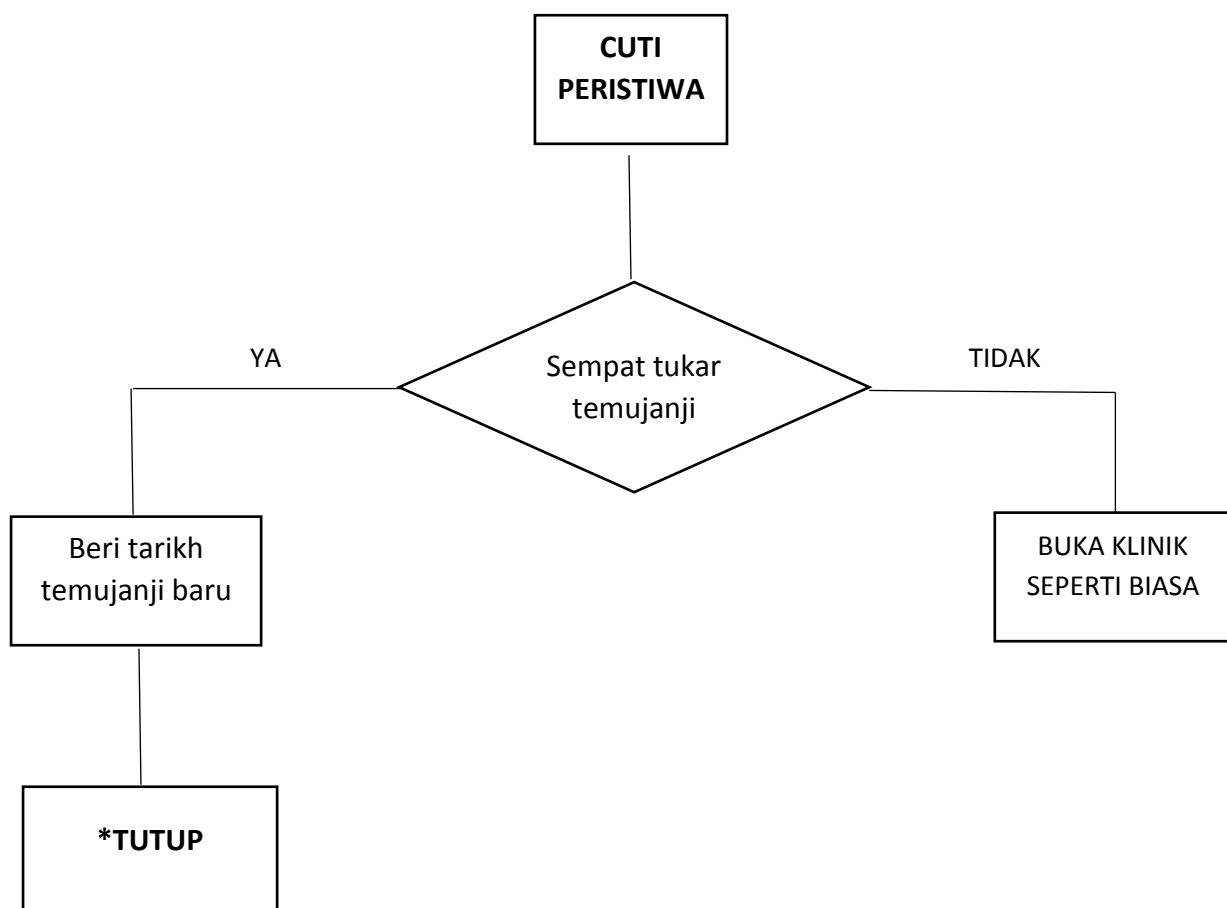 CUTI
PERISTIWA
YA
TIDAK
Sempat tukar
temujanji
Beri tarikh
temujanji baru
BUKA KLINIK
SEPERTI BIASA
*TUTUP